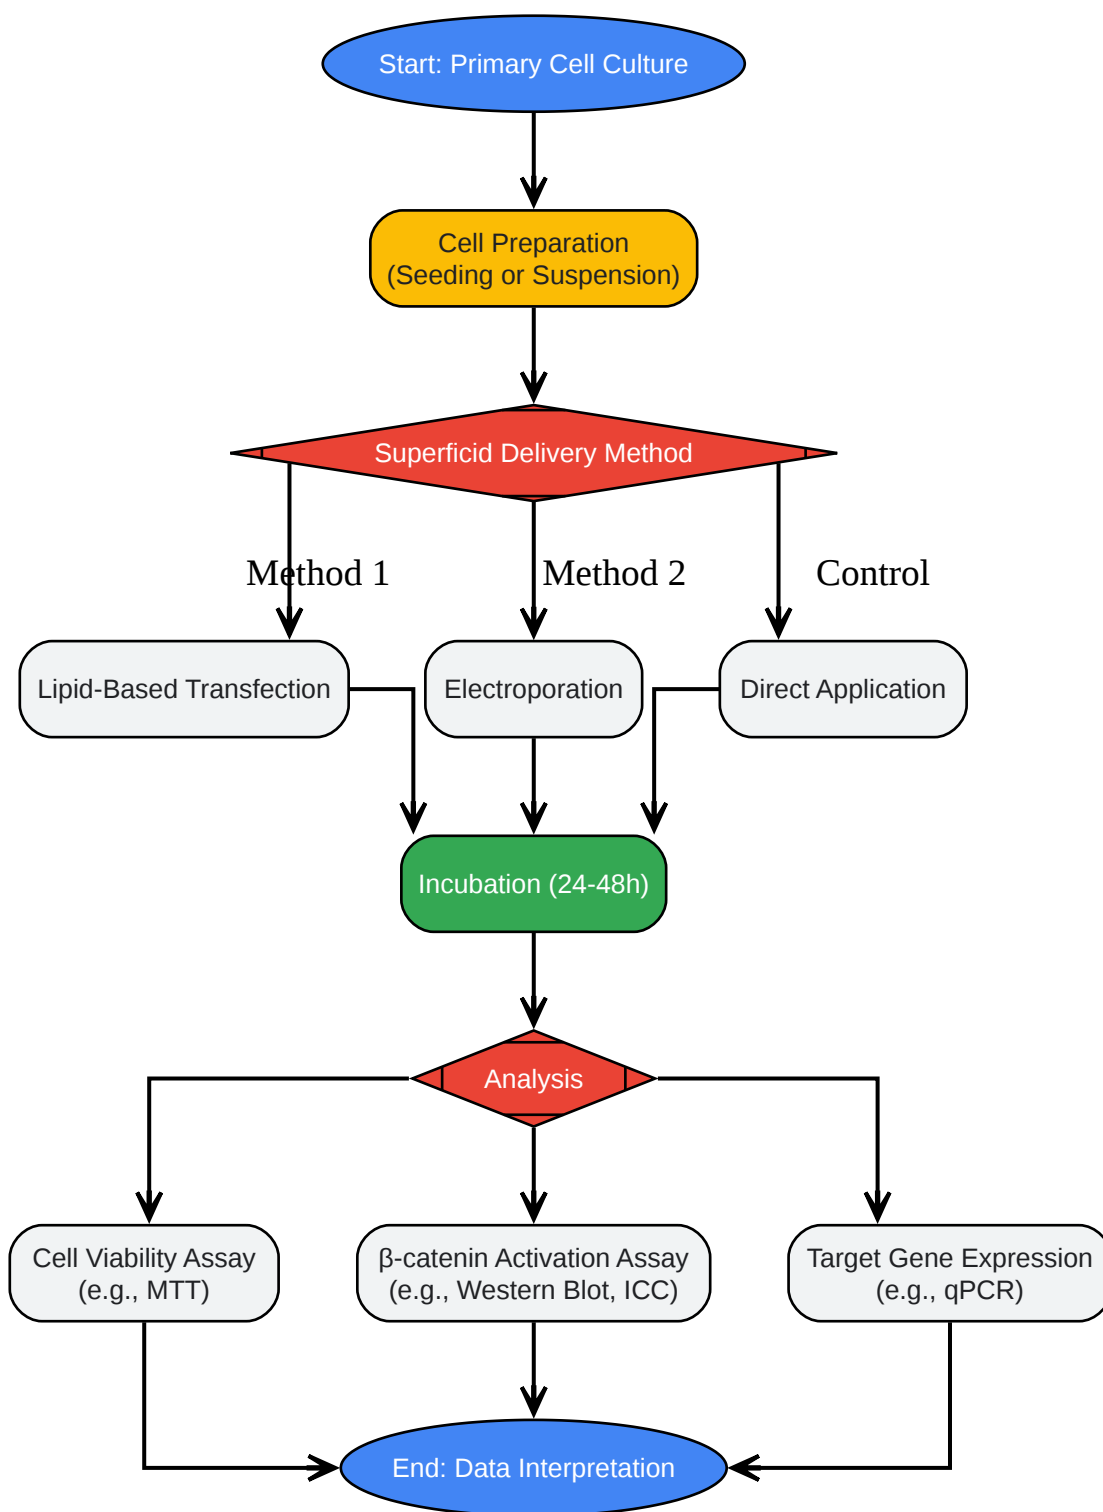 Start: Primary Cell Culture
Cell Preparation
(Seeding or Suspension)
Superficid Delivery Method
Method 1
Method 2
Control
Lipid-Based Transfection
Electroporation
Direct Application
Incubation (24-48h)
Analysis
Cell Viability Assay
(e.g., MTT)
β-catenin Activation Assay
(e.g., Western Blot, ICC)
Target Gene Expression
(e.g., qPCR)
End: Data Interpretation